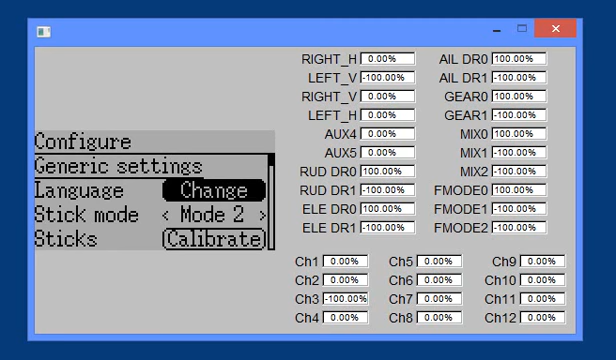 Configure
Generic settings
Language Change
Stick mode < Mode 2 >
Sticks Calibrate
RIGHT_H 0.00% AIL DR0 100.00%
LEFT_V -100.00% AIL DR1 -100.00%
RIGHT_V 0.00% GEAR0 100.00%
LEFT_H 0.00% GEAR1 -100.00%
AUX4 0.00% MIX0 100.00%
AUX5 0.00% MIX1 -100.00%
RUD DR0 100.00% MIX2 -100.00%
RUD DR1 -100.00% FMODE0 100.00%
ELE DR0 100.00% FMODE1 -100.00%
ELE DR1 -100.00% FMODE2 -100.00%
Ch1 0.00% Ch5 0.00% Ch9 0.00%
Ch2 0.00% Ch6 0.00% Ch10 0.00%
Ch3 -100.00% Ch7 0.00% Ch11 0.00%
Ch4 0.00% Ch8 0.00% Ch12 0.00%